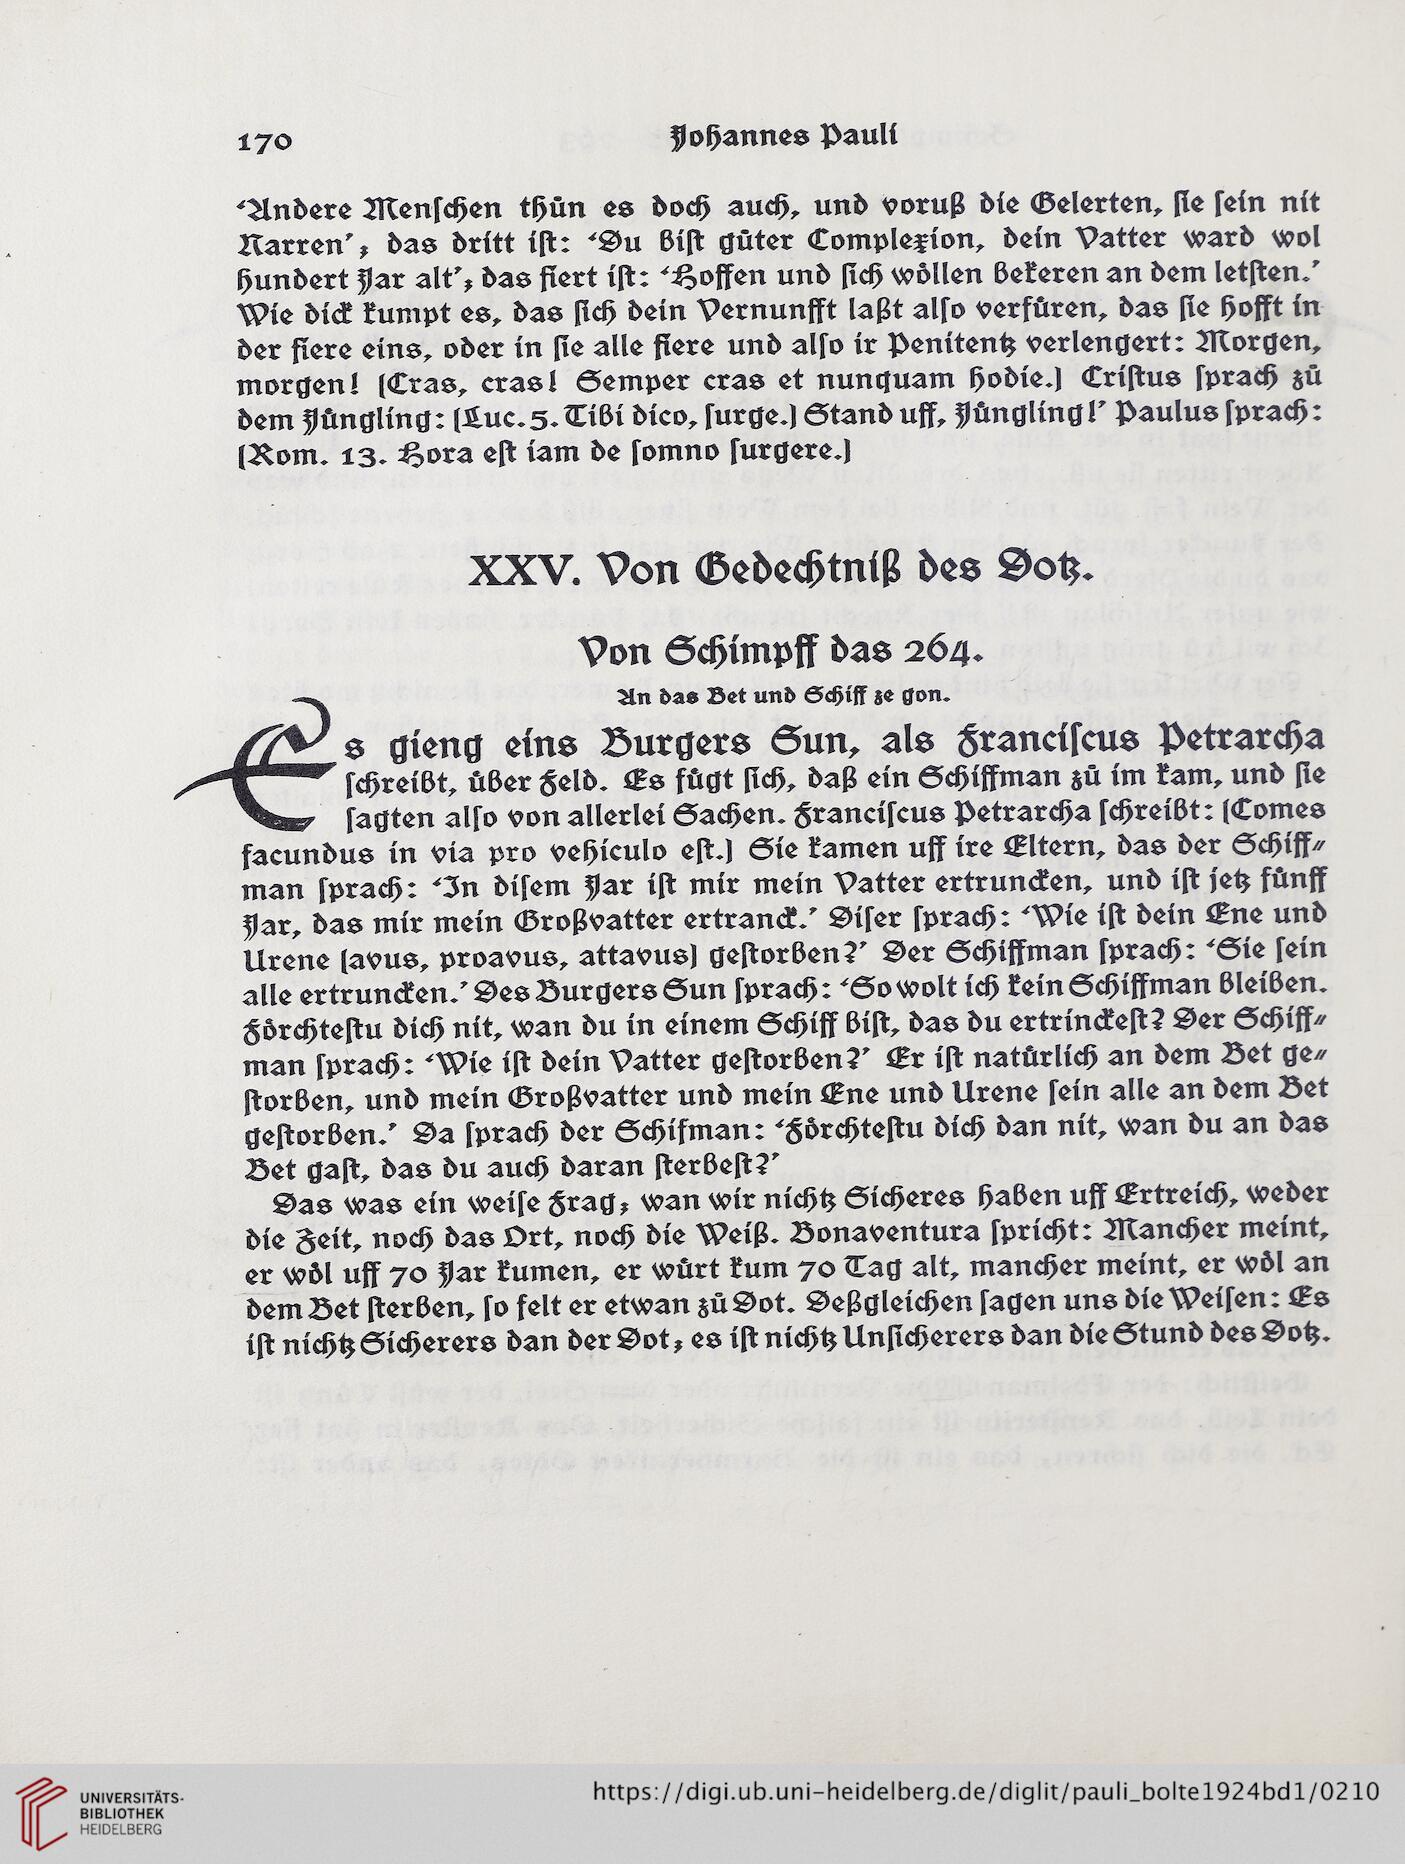 170
Johannes Pauli
‘Andere Menſchen thůn es doch auch, und voruß die Gelerten, ſie ſein nit
Narren’; das dritt iſt: ‘Du biſt gůter Complexion, dein Vatter ward wol
hundert Jar alt’; das fiert iſt: ‘Hoffen und ſich wöllen bekeren an dem letſten.’
Wie dick kumpt es, das ſich dein Vernunfft laßt alſo verfüren, das ſie hofft in
der fiere eins, oder in ſie alle fiere und alſo ir Penitentz verlengert: Morgen,
morgen! [Cras, cras! Semper cras et nunquam hodie.] Criſtus ſprach zů
dem Jüngling: [Luc. 5. Tibi dico, ſurge.] Stand uff, Jüngling!’ Paulus ſprach:
[Rom. 13. Hora eſt iam de ſomno ſurgere.]
XXV. Von Gedechtniß des Dotz.
Von Schimpff das 264.
An das Bet und Schiff ze gon.
Es gieng eins Burgers Sun, als Franciſcus Petrarcha
ſchreibt, über Feld. Es fügt ſich, daß ein Schiffman zů im kam, und ſie
ſagten alſo von allerlei Sachen. Franciſcus Petrarcha ſchreibt: [Comes
facundus in via pro vehiculo eſt.] Sie kamen uff ire Eltern, das der Schiff-
man ſprach: ‘In diſem Jar iſt mir mein Vatter ertruncken, und iſt jetz fünff
Jar, das mir mein Großvatter ertranck.’ Diſer ſprach: ‘Wie iſt dein Ene und
Urene [avus, proavus, attavus] geſtorben?’ Der Schiffman ſprach: ‘Sie ſein
alle ertruncken.’ Des Burgers Sun ſprach: ‘So wolt ich kein Schiffman bleiben.
Förchteſtu dich nit, wan du in einem Schiff biſt, das du ertrinckeſt? Der Schiff-
man ſprach: ‘Wie iſt dein Vatter geſtorben?’ Er iſt natürlich an dem Bet ge-
ſtorben, und mein Großvatter und mein Ene und Urene ſein alle an dem Bet
geſtorben.’ Da ſprach der Schifman: ‘Förchteſtu dich dan nit, wan du an das
Bet gaſt, das du auch daran ſterbeſt?’
Das was ein weiſe Frag; wan wir nichtz Sicheres haben uff Ertreich, weder
die Zeit, noch das Ort, noch die Weiß. Bonaventura ſpricht: Mancher meint,
er wöl uff 70 Jar kumen, er würt kum 70 Tag alt, mancher meint, er wöl an
dem Bet ſterben, ſo felt er etwan zů Dot. Deßgleichen ſagen uns die Weiſen: Es
iſt nichtz Sicherers dan der Dot; es iſt nichtz Unſicherers dan die Stund des Dotz.
UNIVERSITÄTS-
BIBLIOTHEK
HEIDELBERG
https://digi.ub.uni-heidelberg.de/diglit/pauli_bolte1924bd1/0210